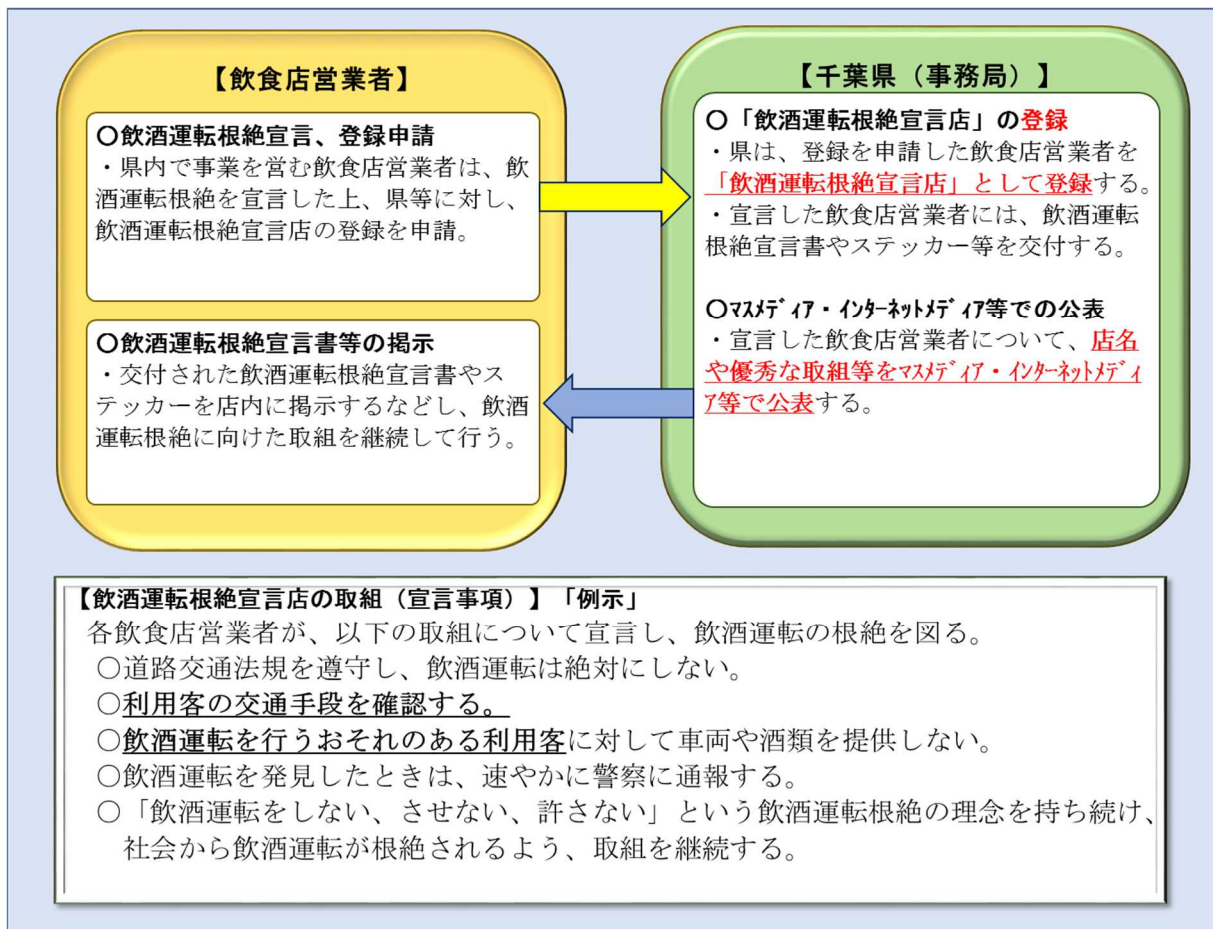 【飲食店営業者】
〇飲酒運転根絶宣言、登録申請
・県内で事業を営む飲食店営業者は、飲
酒運転根絶を宣言した上、県等に対し、
飲酒運転根絶宣言店の登録を申請。
〇飲酒運転根絶宣言書等の掲示
・交付された飲酒運転根絶宣言書やス
テッカーを店内に掲示するなどし、飲酒
運転根絶に向けた取組を継続して行う。
【千葉県（事務局）】
〇「飲酒運転根絶宣言店」の登録
・県は、登録を申請した飲食店営業者を
「飲酒運転根絶宣言店」として登録する。
・宣言した飲食店営業者には、飲酒運転
根絶宣言書やステッカー等を交付する。
〇ﾏｽﾒﾃﾞｨｱ・ｲﾝﾀｰﾈｯﾄﾒﾃﾞｨｱ等での公表
・宣言した飲食店営業者について、店名
や優秀な取組等をﾏｽﾒﾃﾞｨｱ・ｲﾝﾀｰﾈｯﾄﾒﾃﾞｨ
ｱ等で公表する。
【飲酒運転根絶宣言店の取組（宣言事項）】「例示」
各飲食店営業者が、以下の取組について宣言し、飲酒運転の根絶を図る。
〇道路交通法規を遵守し、飲酒運転は絶対にしない。
〇利用客の交通手段を確認する。
〇飲酒運転を行うおそれのある利用客に対して車両や酒類を提供しない。
〇飲酒運転を発見したときは、速やかに警察に通報する。
〇「飲酒運転をしない、させない、許さない」という飲酒運転根絶の理念を持ち続け、
社会から飲酒運転が根絶されるよう、取組を継続する。